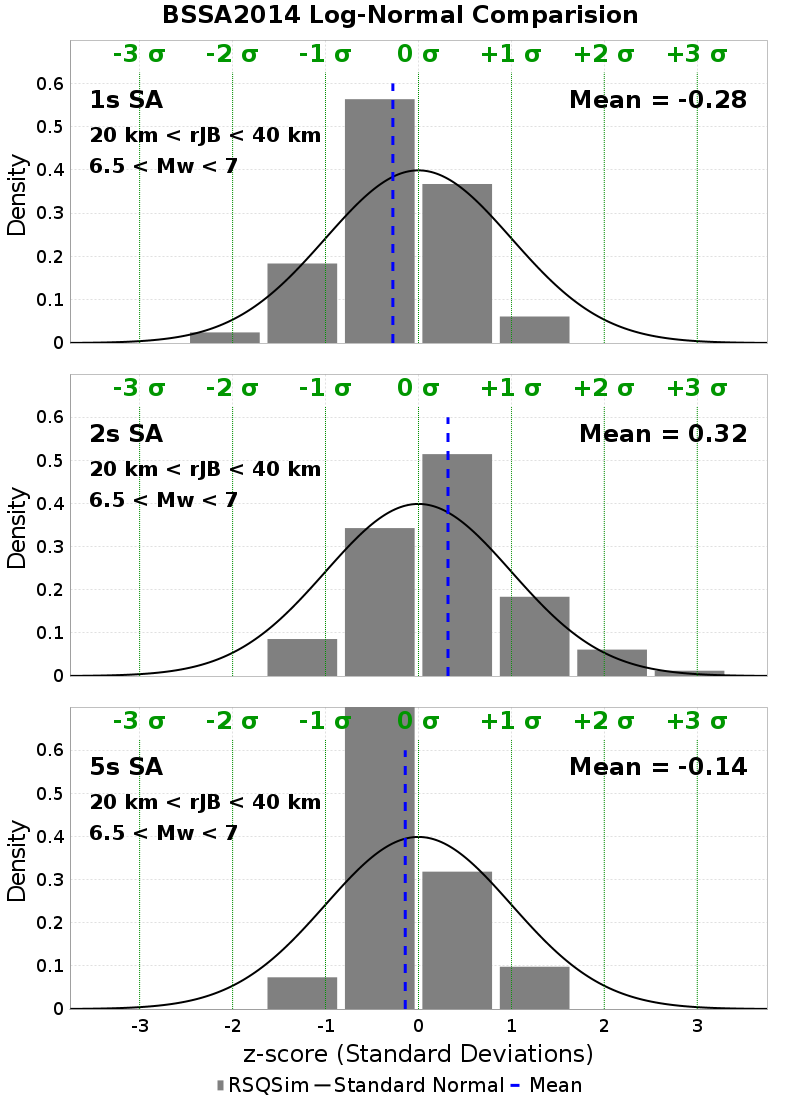 BSSA2014 Log-Normal Comparision
-3 σ -2 σ -1 σ 0 σ +1 σ +2 σ +3 σ
0.6
1s SA Mean = -0.28
0.5
20 km < rJB < 40 km
6.5 < Mw < 7
0.4
0.3
0.2
0.1
0
Density
-3 σ -2 σ -1 σ 0 σ +1 σ +2 σ +3 σ
0.6
2s SA Mean = 0.32
0.5
20 km < rJB < 40 km
6.5 < Mw < 7
0.4
0.3
0.2
0.1
0
Density
-3 σ -2 σ -1 σ 0 σ +1 σ +2 σ +3 σ
0.6
5s SA Mean = -0.14
0.5
20 km < rJB < 40 km
6.5 < Mw < 7
0.4
0.3
0.2
0.1
0
Density
-3 -2 -1 0 1 2 3
z-score (Standard Deviations)
RSQSim Standard Normal Mean